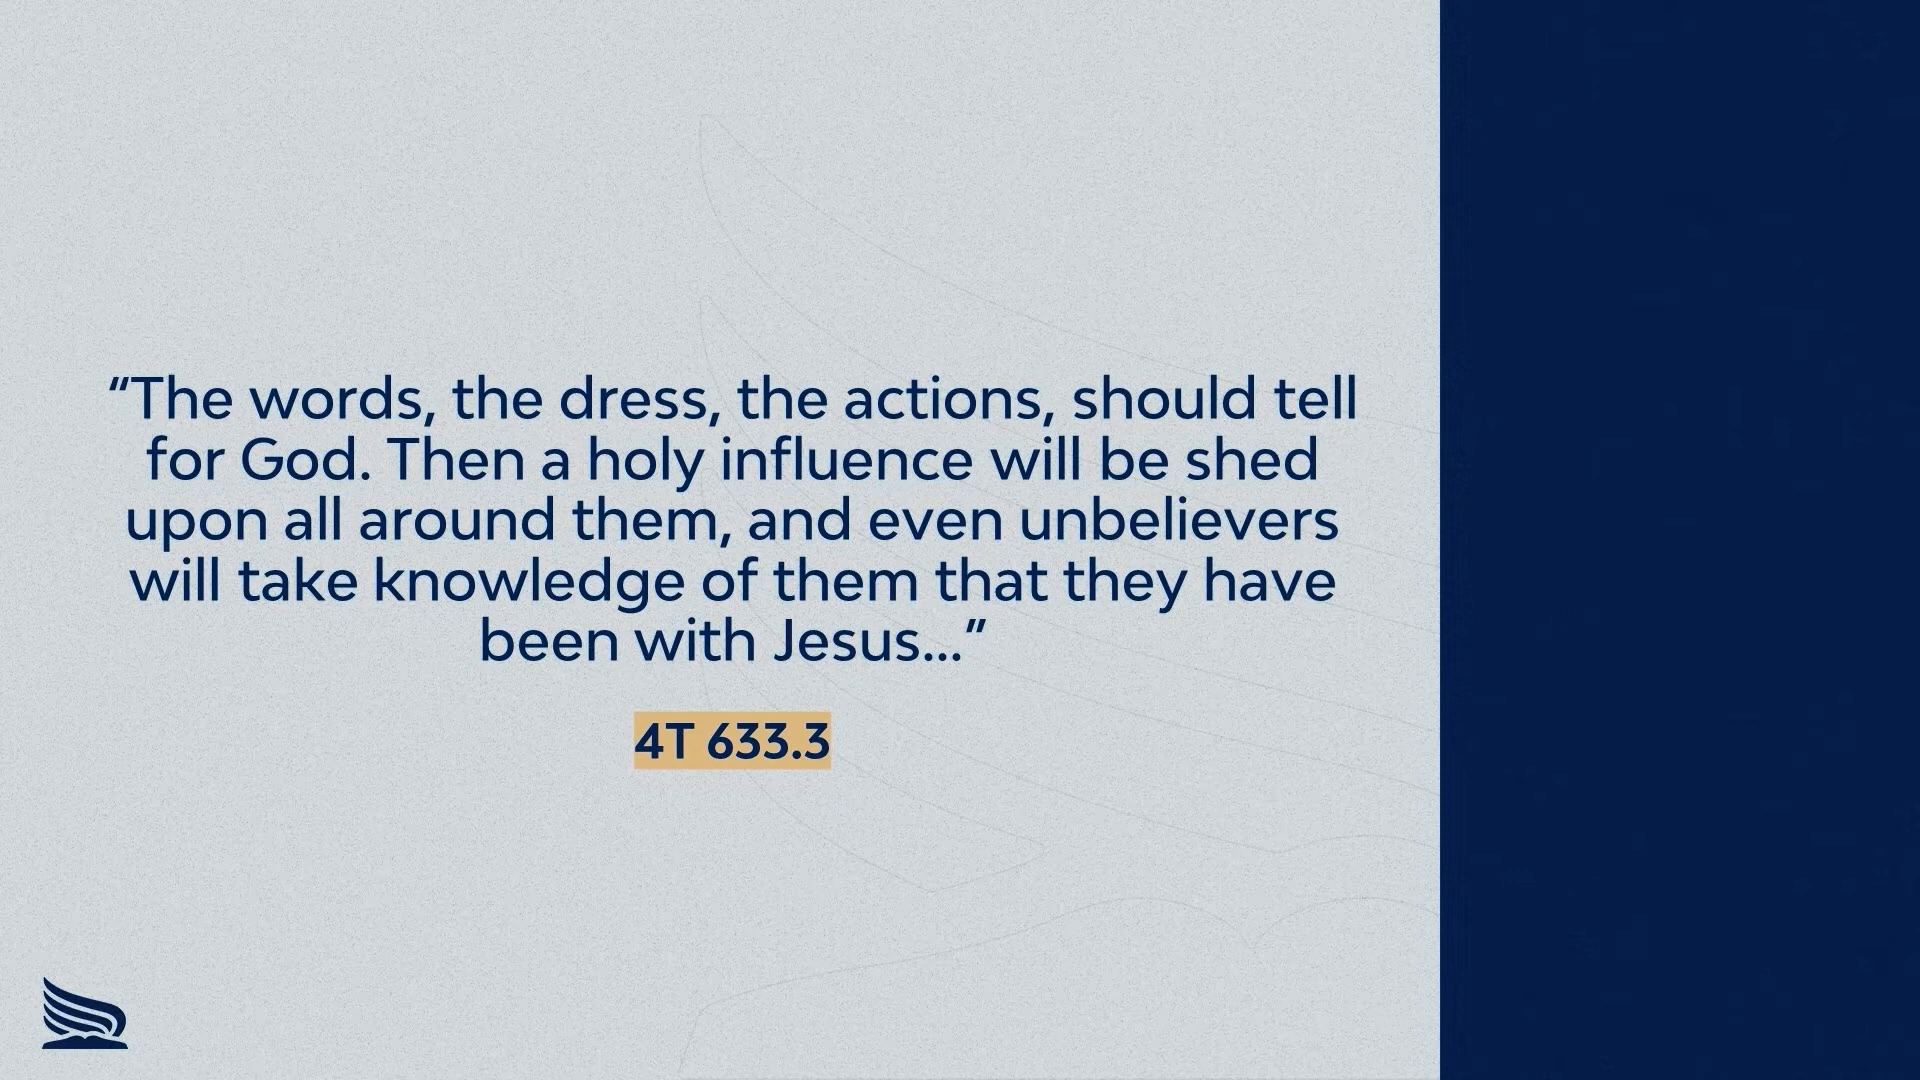 “The words, the dress, the actions, should tell
for God. Then a holy influence will be shed
upon all around them, and even unbelievers
will take knowledge of them that they have
been with Jesus...”
4T 633.3